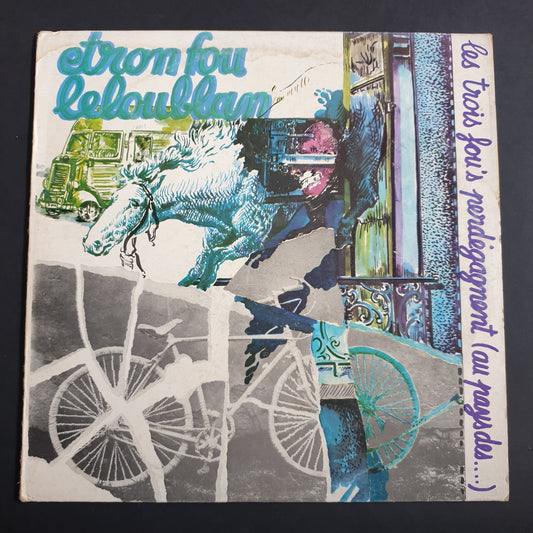 etron fou
leloublan
les trois fou's perdégagnent (au pays des....)